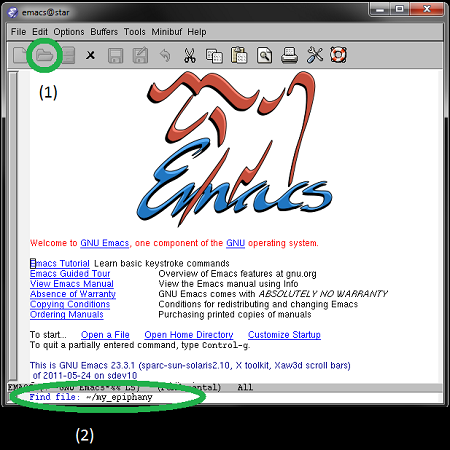 emacs@star
File Edit Options Buffers Tools Minibuf Help
(1)
Emacs
Welcome to GNU Emacs, one component of the GNU operating system.
Emacs Tutorial Learn basic keystroke commands
Emacs Guided Tour Overview of Emacs features at gnu.org
View Emacs Manual View the Emacs manual using Info
Absence of Warranty GNU Emacs comes with ABSOLUTELY NO WARRANTY
Copying Conditions Conditions for redistributing and changing Emacs
Ordering Manuals Purchasing printed copies of manuals
To start... Open a File Open Home Directory Customize Startup
To quit a partially entered command, type Control-g.
This is GNU Emacs 23.3.1 (sparc-sun-solaris2.10, X toolkit, Xaw3d scroll bars)
of 2011-05-24 on sdev10
All
Find file: ~/my_epiphany
(2)